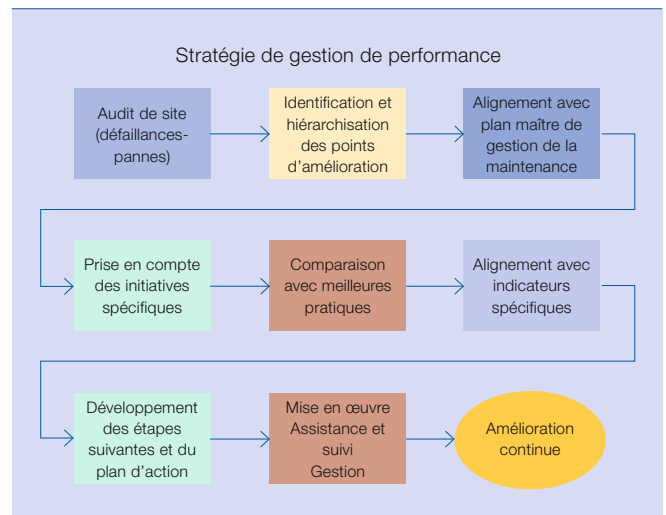 Stratégie de gestion de performance
Audit de site
(défaillances-
pannes)
Identification et
hiérarchisation
des points
d’amélioration
Alignement avec
plan maître de
gestion de la
maintenance
Prise en compte
des initiatives
spécifiques
Comparaison
avec meilleures
pratiques
Alignement avec
indicateurs
spécifiques
Développement
des étapes
suivantes et du
plan d’action
Mise en œuvre
Assistance et
suivi
Gestion
Amélioration
continue